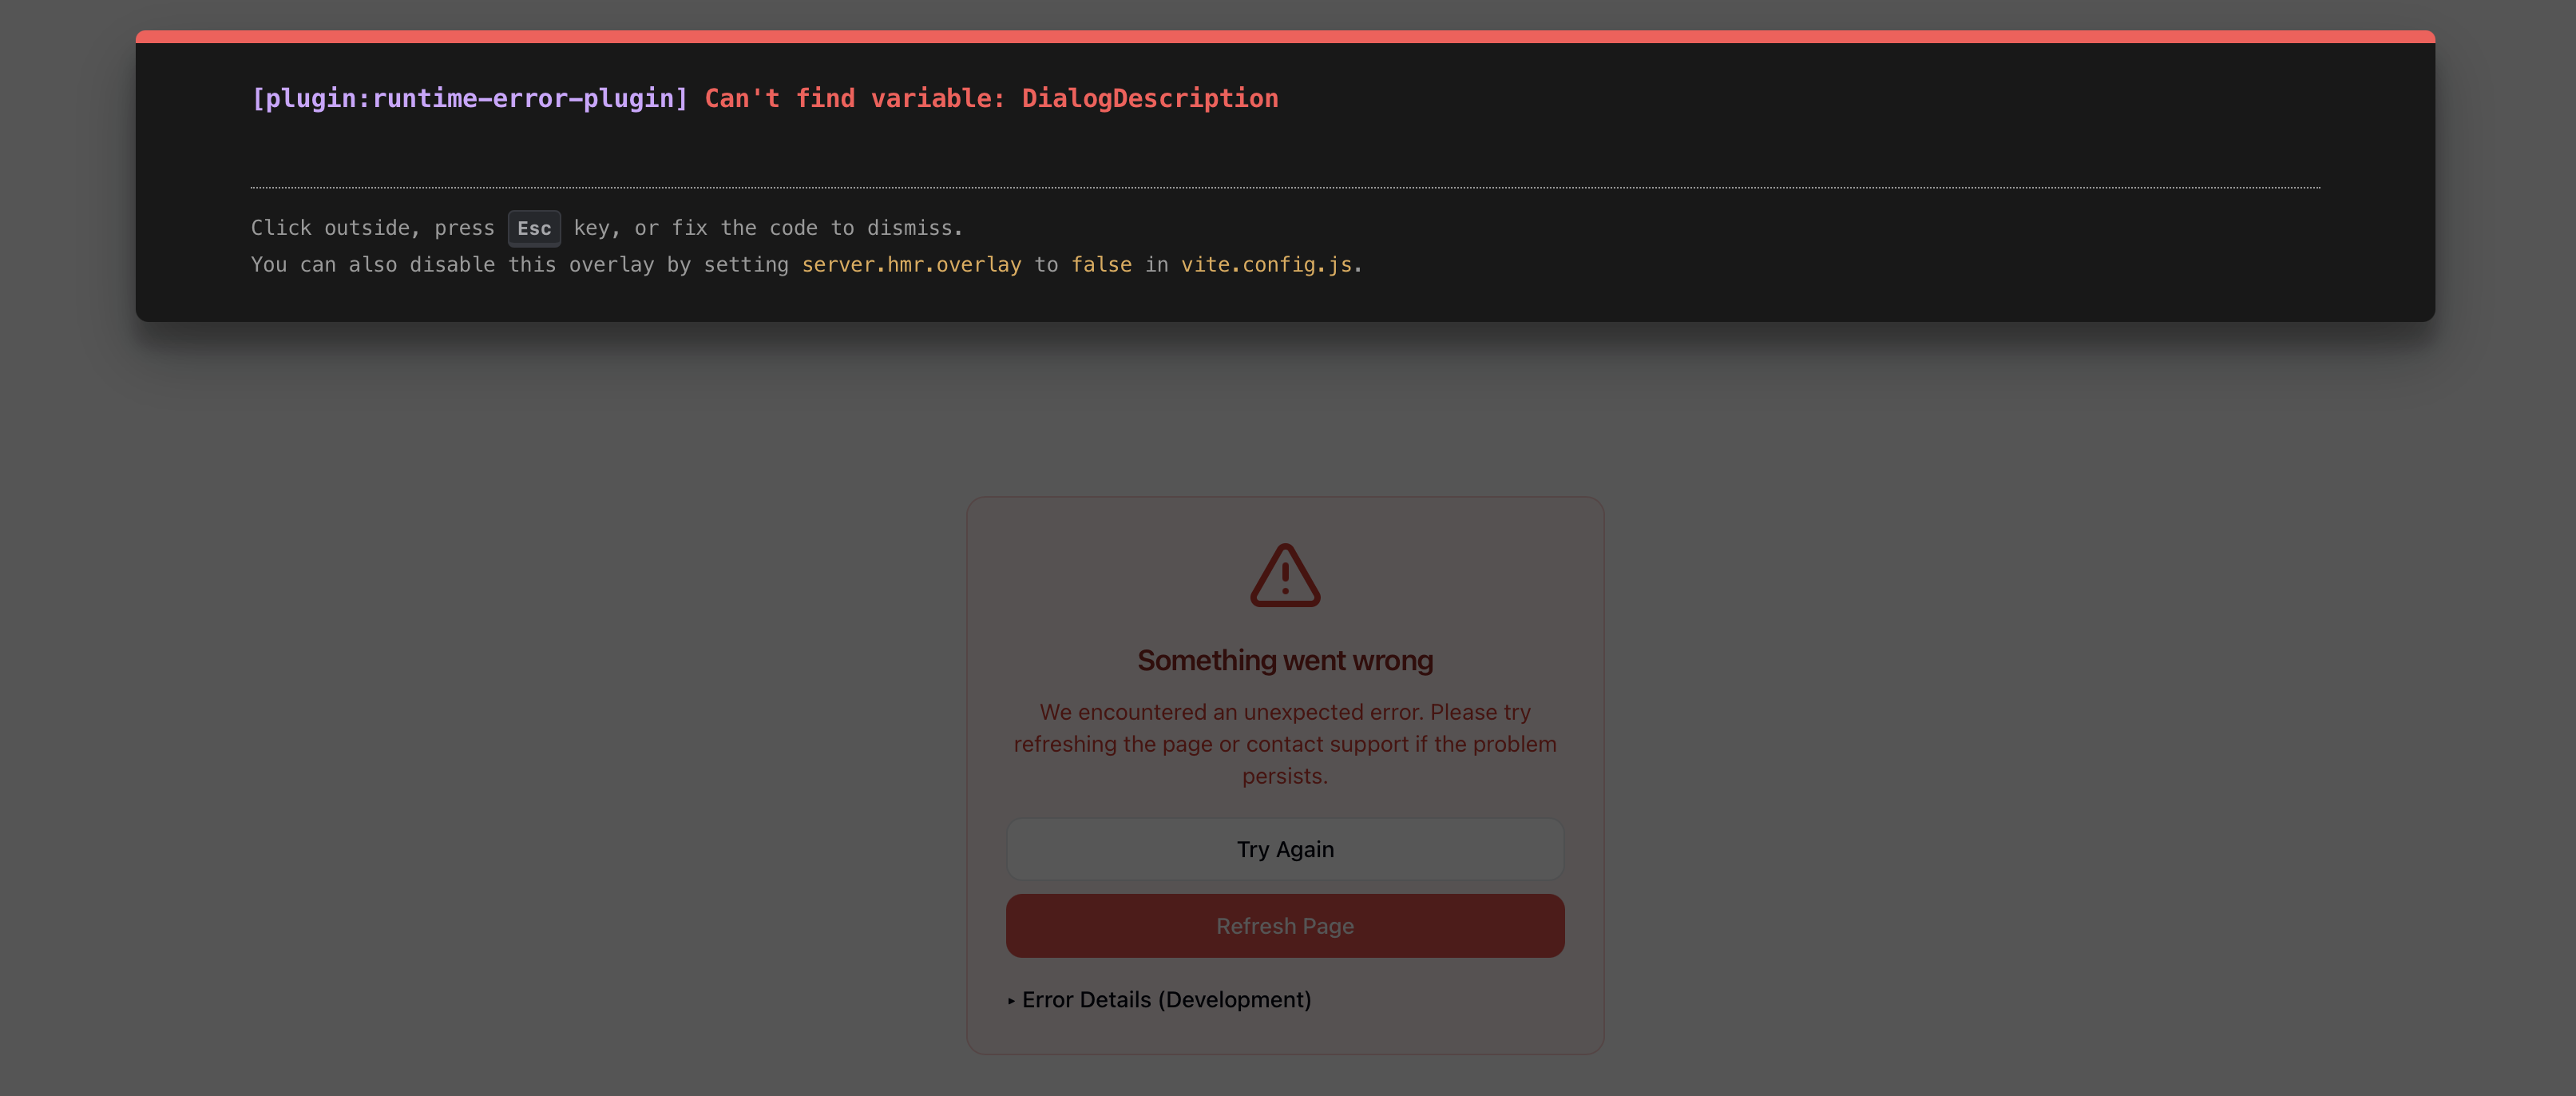 [plugin:runtime-error-plugin] Can't find variable: DialogDescription
Click outside, press Esc key, or fix the code to dismiss.
You can also disable this overlay by setting server.hmr.overlay to false in vite.config.js.
Something went wrong
We encountered an unexpected error. Please try
refreshing the page or contact support if the problem
persists.
Try Again
Refresh Page
▸ Error Details (Development)